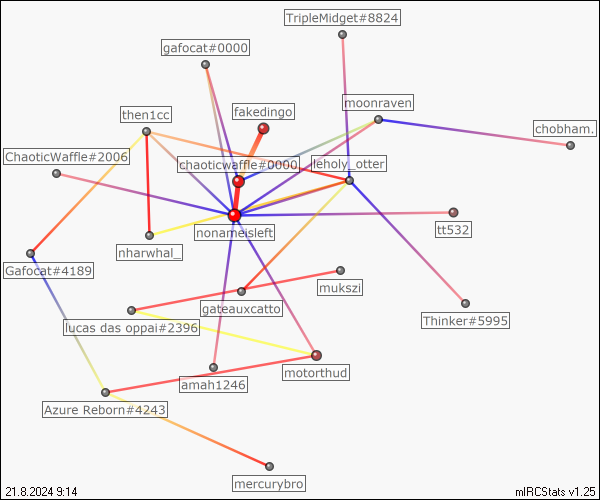 TripleMidget#8824
gafocat#0000
moonraven
fakedingo
then1cc
chobham.
ChaoticWaffle#2006
chaoticwaffle#0000
leholy_otter
tt532
nonameisleft
nharwhal_
Gafocat#4189
mukszi
gateauxcatto
Thinker#5995
lucas das oppai#2396
motorthud
amah1246
Azure Reborn#4243
mercurybro
21.8.2024 9:14
mIRCStats v1.25